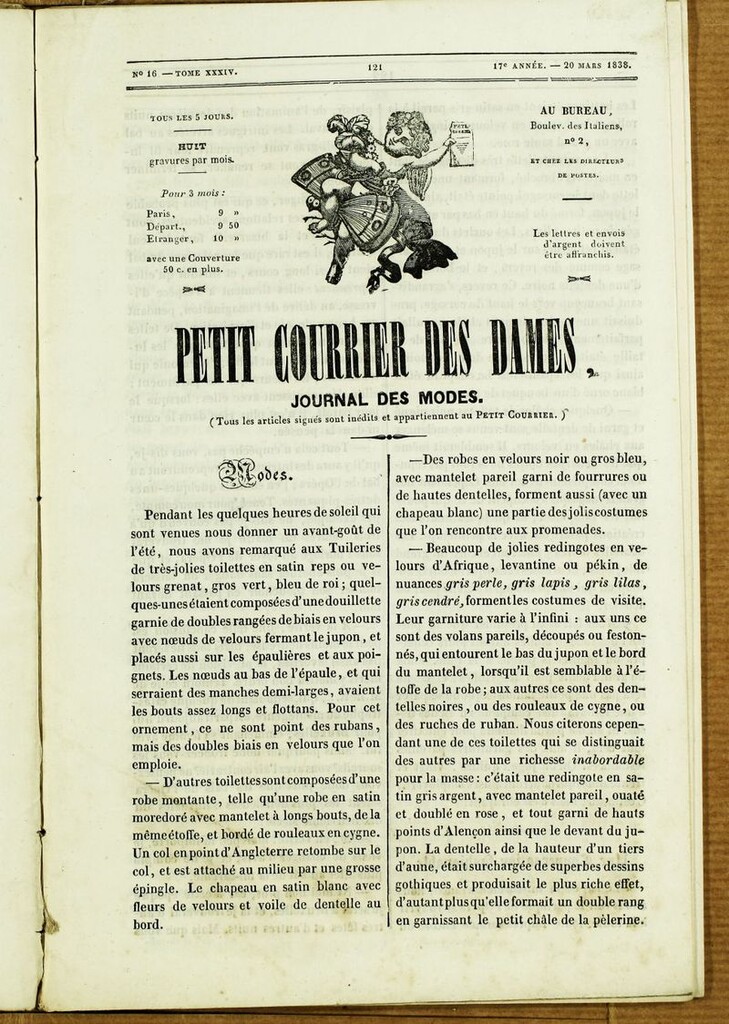 No 16 — TOME XXXIV.
121
17e ANNÉE. — 20 MARS 1838.
TOUS LES 5 JOURS.
HUIT
gravures par mois.
Pour 3 mois :
Paris, 9 »
Départ., 9 50
Etranger, 10 »
avec une Couverture
50 c. en plus.
AU BUREAU,
Boulev. des Italiens,
no 2,
ET CHEZ LES DIRECTEURS
DE POSTES.
Les lettres et envois
d'argent doivent
être affranchis.
PETIT COURRIER DES DAMES,
JOURNAL DES MODES.
(Tous les articles signés sont inédits et appartiennent au PETIT COURRIER.)
Modes.
Pendant les quelques heures de soleil qui
sont venues nous donner un avant-goût de
l'été, nous avons remarqué aux Tuileries
de très-jolies toilettes en satin reps ou ve-
lours grenat, gros vert, bleu de roi ; quel-
ques-unes étaient composées d'une douillette
garnie de doubles rangées de biais en velours
avec nœuds de velours fermant le jupon, et
placés aussi sur les épaulières et aux poi-
gnets. Les nœuds au bas de l'épaule, et qui
serraient des manches demi-larges, avaient
les bouts assez longs et flottans. Pour cet
ornement, ce ne sont point des rubans,
mais des doubles biais en velours que l'on
emploie.
— D'autres toilettes sont composées d'une
robe montante, telle qu'une robe en satin
moredoré avec mantelet à longs bouts, de la
même étoffe, et bordé de rouleaux en cygne.
Un col en point d'Angleterre retombe sur le
col, et est attaché au milieu par une grosse
épingle. Le chapeau en satin blanc avec
fleurs de velours et voile de dentelle au
bord.
— Des robes en velours noir ou gros bleu,
avec mantelet pareil garni de fourrures ou
de hautes dentelles, forment aussi (avec un
chapeau blanc) une partie des jolis costumes
que l'on rencontre aux promenades.
— Beaucoup de jolies redingotes en ve-
lours d'Afrique, levantine ou pékin, de
nuances gris perle, gris lapis, gris lilas,
gris cendré, forment les costumes de visite.
Leur garniture varie à l'infini : aux uns ce
sont des volans pareils, découpés ou feston-
nés, qui entourent le bas du jupon et le bord
du mantelet, lorsqu'il est semblable à l'é-
toffe de la robe ; aux autres ce sont des den-
telles noires, ou des rouleaux de cygne, ou
des ruches de ruban. Nous citerons cepen-
dant une de ces toilettes qui se distinguait
des autres par une richesse inabordable
pour la masse : c'était une redingote en sa-
tin gris argent, avec mantelet pareil, ouaté
et doublé en rose, et tout garni de hauts
points d'Alençon ainsi que le devant du ju-
pon. La dentelle, de la hauteur d'un tiers
d'aune, était surchargée de superbes dessins
gothiques et produisait le plus riche effet,
d'autant plus qu'elle formait un double rang
en garnissant le petit châle de la pèlerine.